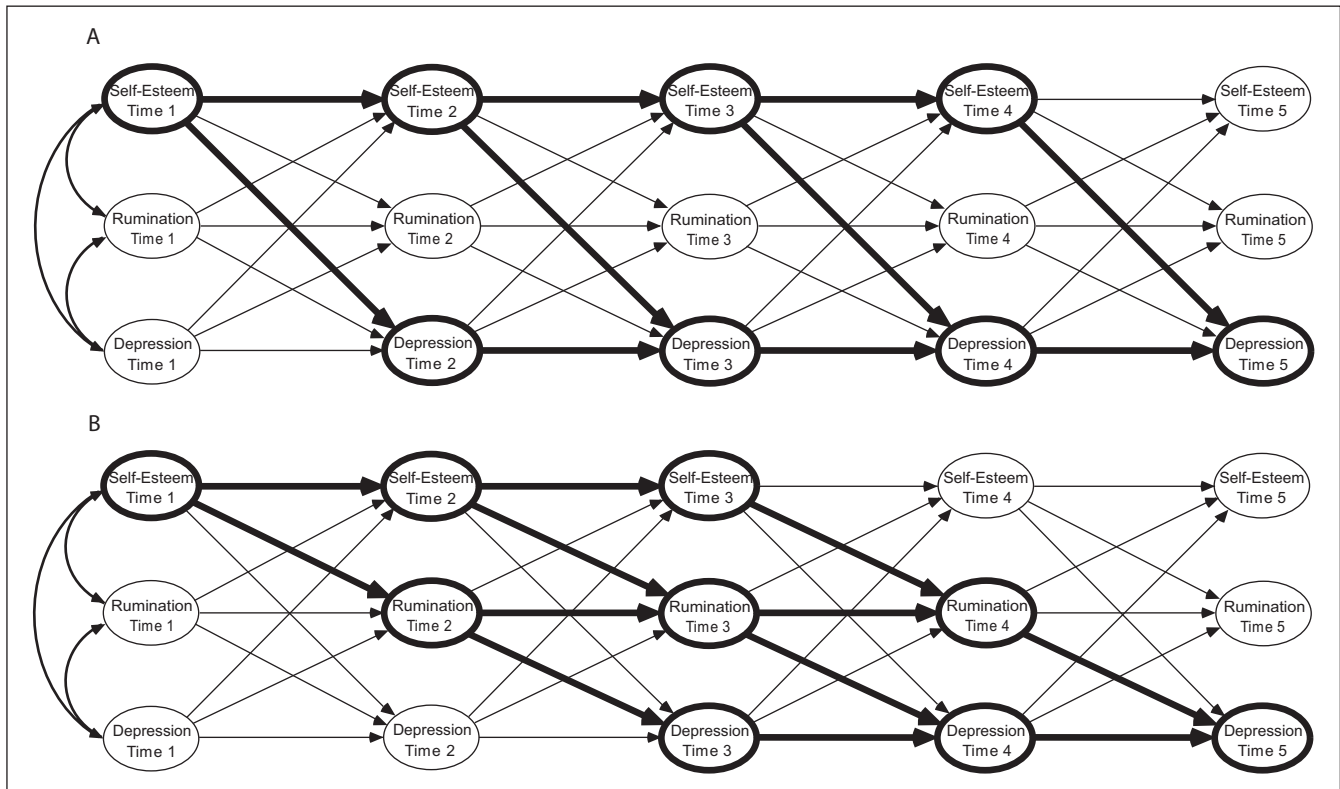 A
Self-Esteem
Time 1
Self-Esteem
Time 2
Self-Esteem
Time 3
Self-Esteem
Time 4
Self-Esteem
Time 5
Rumination
Time 1
Rumination
Time 2
Rumination
Time 3
Rumination
Time 4
Rumination
Time 5
Depression
Time 1
Depression
Time 2
Depression
Time 3
Depression
Time 4
Depression
Time 5
B
Self-Esteem
Time 1
Self-Esteem
Time 2
Self-Esteem
Time 3
Self-Esteem
Time 4
Self-Esteem
Time 5
Rumination
Time 1
Rumination
Time 2
Rumination
Time 3
Rumination
Time 4
Rumination
Time 5
Depression
Time 1
Depression
Time 2
Depression
Time 3
Depression
Time 4
Depression
Time 5